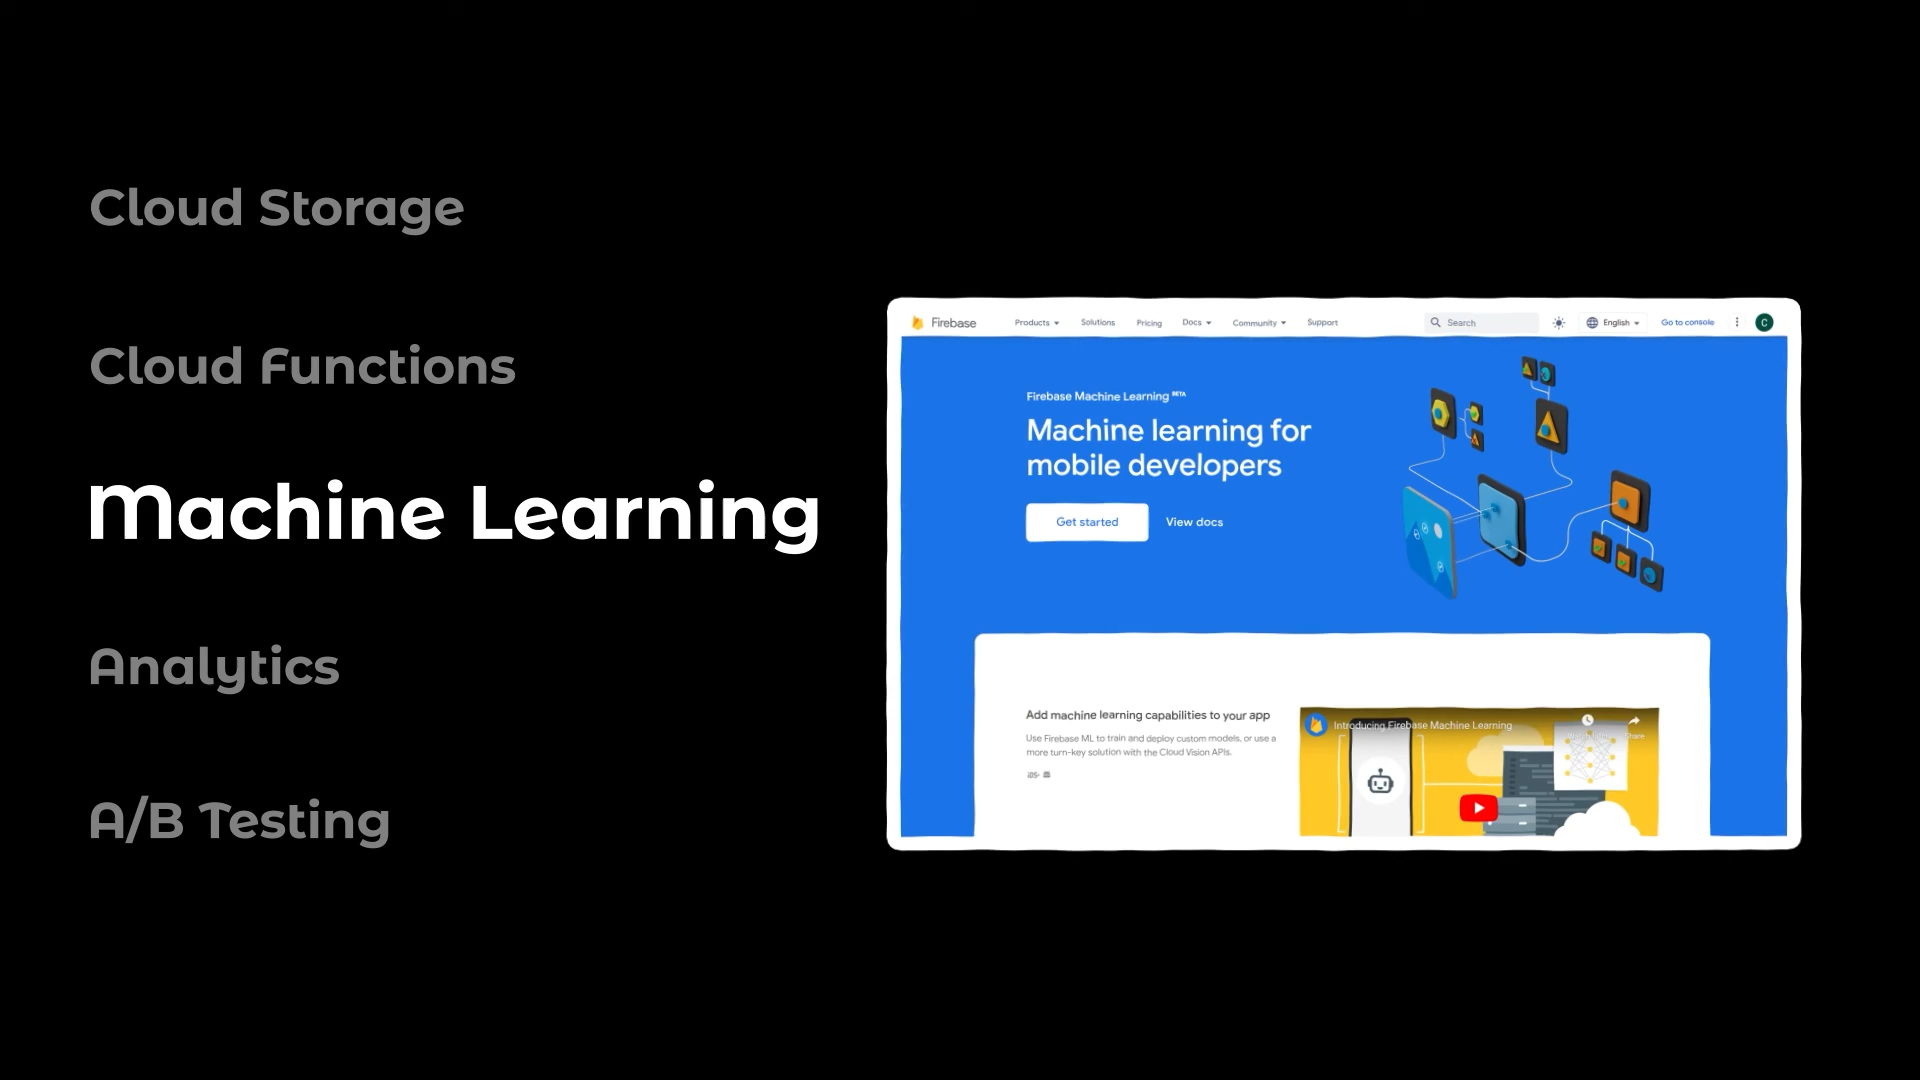 Cloud Storage
Cloud Functions
Machine Learning
Analytics
A/B Testing
Firebase
Products
Solutions
Pricing
Docs
Community
Support
Search
English
Go to console
C
Firebase Machine Learning BETA
Machine learning for
mobile developers
Get started
View docs
Add machine learning capabilities to your app
Use Firebase ML to train and deploy custom models, or use a
more turn-key solution with the Cloud Vision APIs.
iOS+
Introducing Firebase Machine Learning
Share